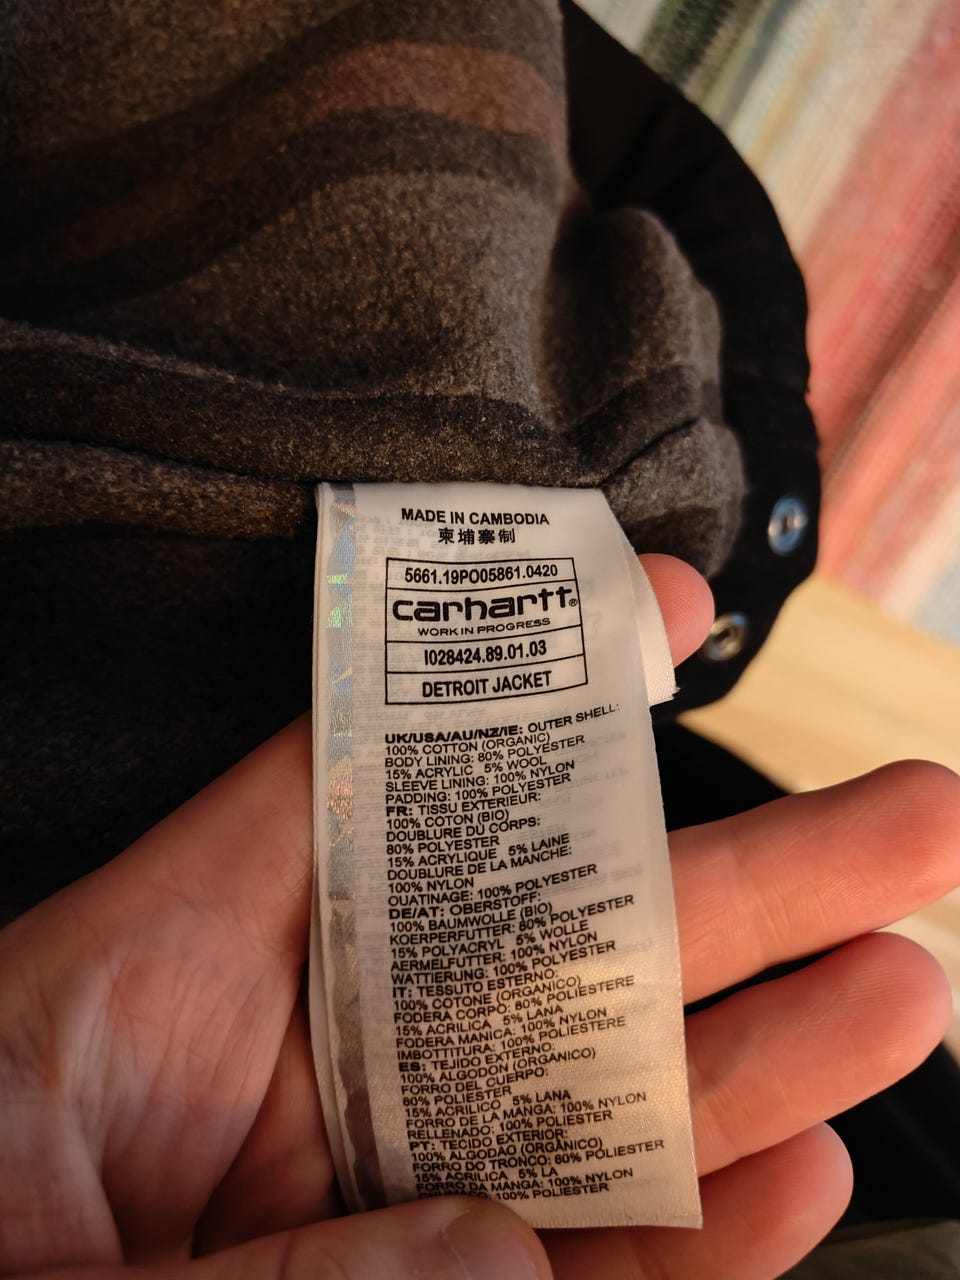 MADE IN CAMBODIA
柬埔寨制
5661.19PO05861.0420
carhartt®
WORK IN PROGRESS
I028424.89.01.03
DETROIT JACKET
UK/USA/AU/NZ/IE: OUTER SHELL:
100% COTTON (ORGANIC)
BODY LINING: 80% POLYESTER
15% ACRYLIC 5% WOOL
SLEEVE LINING: 100% NYLON
PADDING: 100% POLYESTER
FR: TISSU EXTERIEUR:
100% COTON (BIO)
DOUBLURE DU CORPS:
80% POLYESTER
15% ACRYLIQUE 5% LAINE
DOUBLURE DE LA MANCHE:
100% NYLON
OUATINAGE: 100% POLYESTER
DE/AT: OBERSTOFF:
100% BAUMWOLLE (BIO)
KOERPERFUTTER: 80% POLYESTER
15% POLYACRYL 5% WOLLE
AERMELFUTTER: 100% NYLON
WATTIERUNG: 100% POLYESTER
IT: TESSUTO ESTERNO:
100% COTONE (ORGANICO)
FODERA CORPO: 80% POLIESTERE
15% ACRILICA 5% LANA
FODERA MANICA: 100% NYLON
IMBOTTITURA: 100% POLIESTERE
ES: TEJIDO EXTERNO:
100% ALGODON (ORGANICO)
FORRO DEL CUERPO:
80% POLIESTER
15% ACRILICO 5% LANA
FORRO DE LA MANGA: 100% NYLON
RELLENADO: 100% POLIESTER
PT: TECIDO EXTERIOR:
100% ALGODAO (ORGÂNICO)
FORRO DO TRONCO: 80% POLIESTER
15% ACRILICA 5% LA
FORRO DA MANGA: 100% NYLON
100% POLIESTER